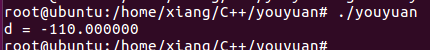 root@ubuntu:/home/xiang/C++/youyuan# ./youyuan
d = -110.000000
root@ubuntu:/home/xiang/C++/youyuan#